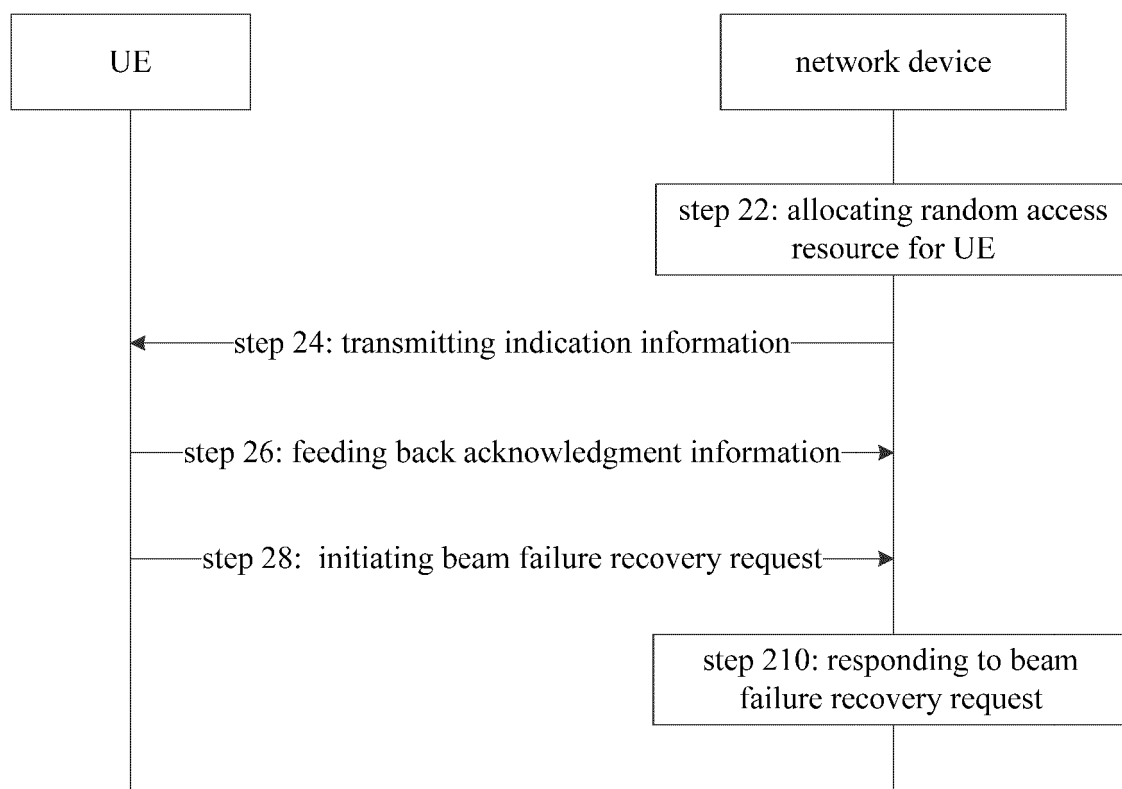 UE
network device
step 22: allocating random access
resource for UE
step 24: transmitting indication information
step 26: feeding back acknowledgment information
step 28:  initiating beam failure recovery request
step 210: responding to beam
failure recovery request